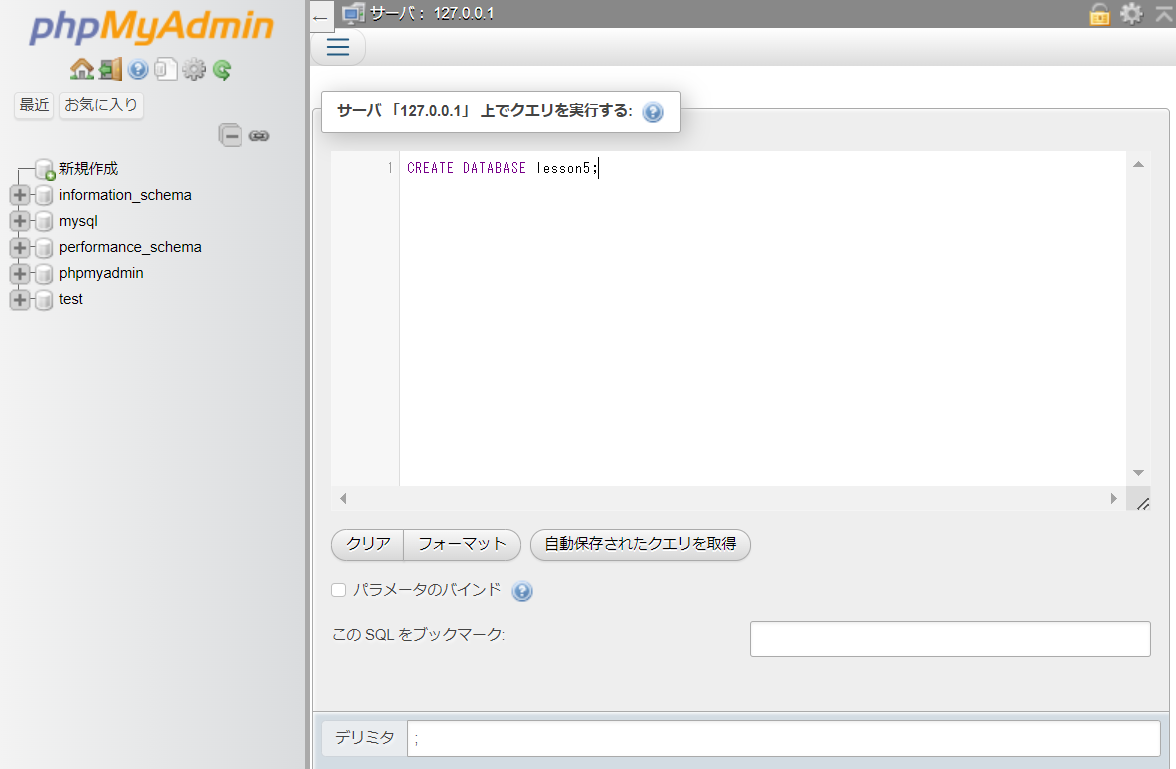 phpMyAdmin
最近 お気に入り
新規作成
information_schema
mysql
performance_schema
phpmyadmin
test
← サーバ: 127.0.0.1
サーバ 「127.0.0.1」 上でクエリを実行する:
1 CREATE DATABASE lesson5;
クリア フォーマット 自動保存されたクエリを取得
パラメータのバインド
この SQL をブックマーク:
デリミタ ;